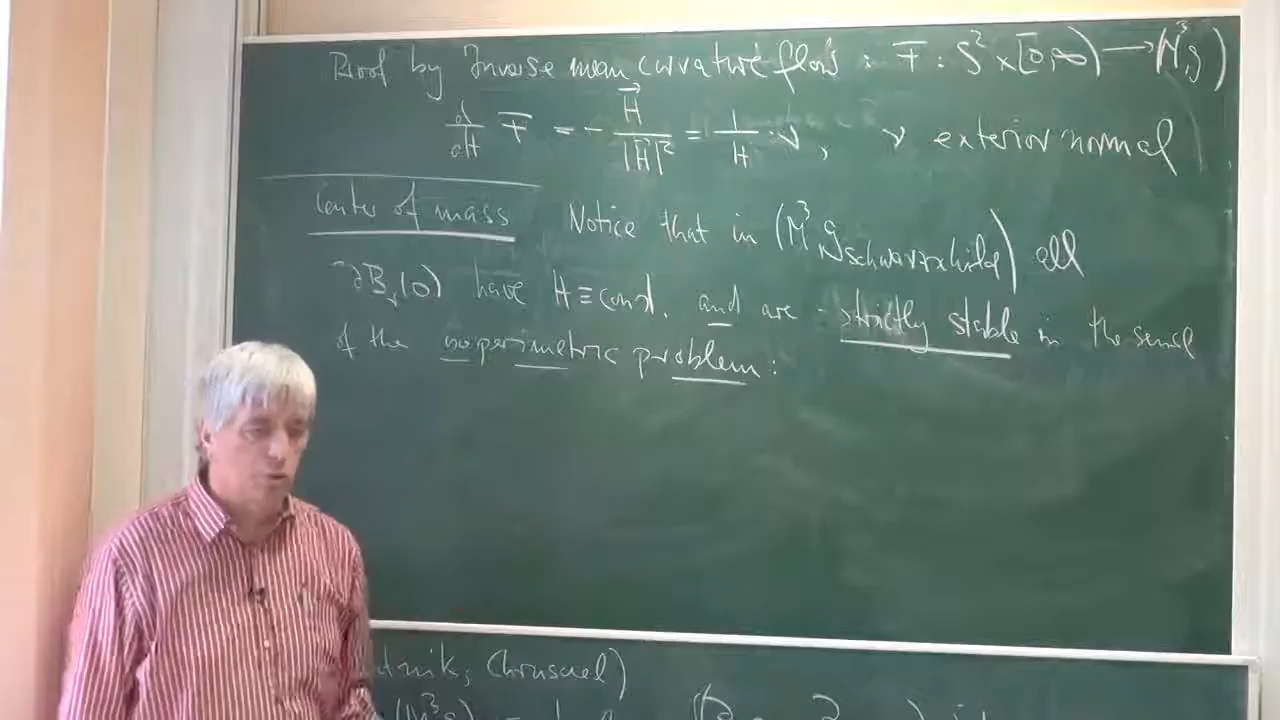 Proof by Inverse mean curvature flow : F : S² × [0,∞) → (M³,g)
d/dt F = - H⃗/|H⃗|² = 1/H · ν , ν exterior normal
Center of mass Notice that in (M³, g_Schwarzschild) all
∂B_r(0) have H ≡ const. and are strictly stable in the sense
of the isoperimetric problem :
Chrusciel)
(M³,g)